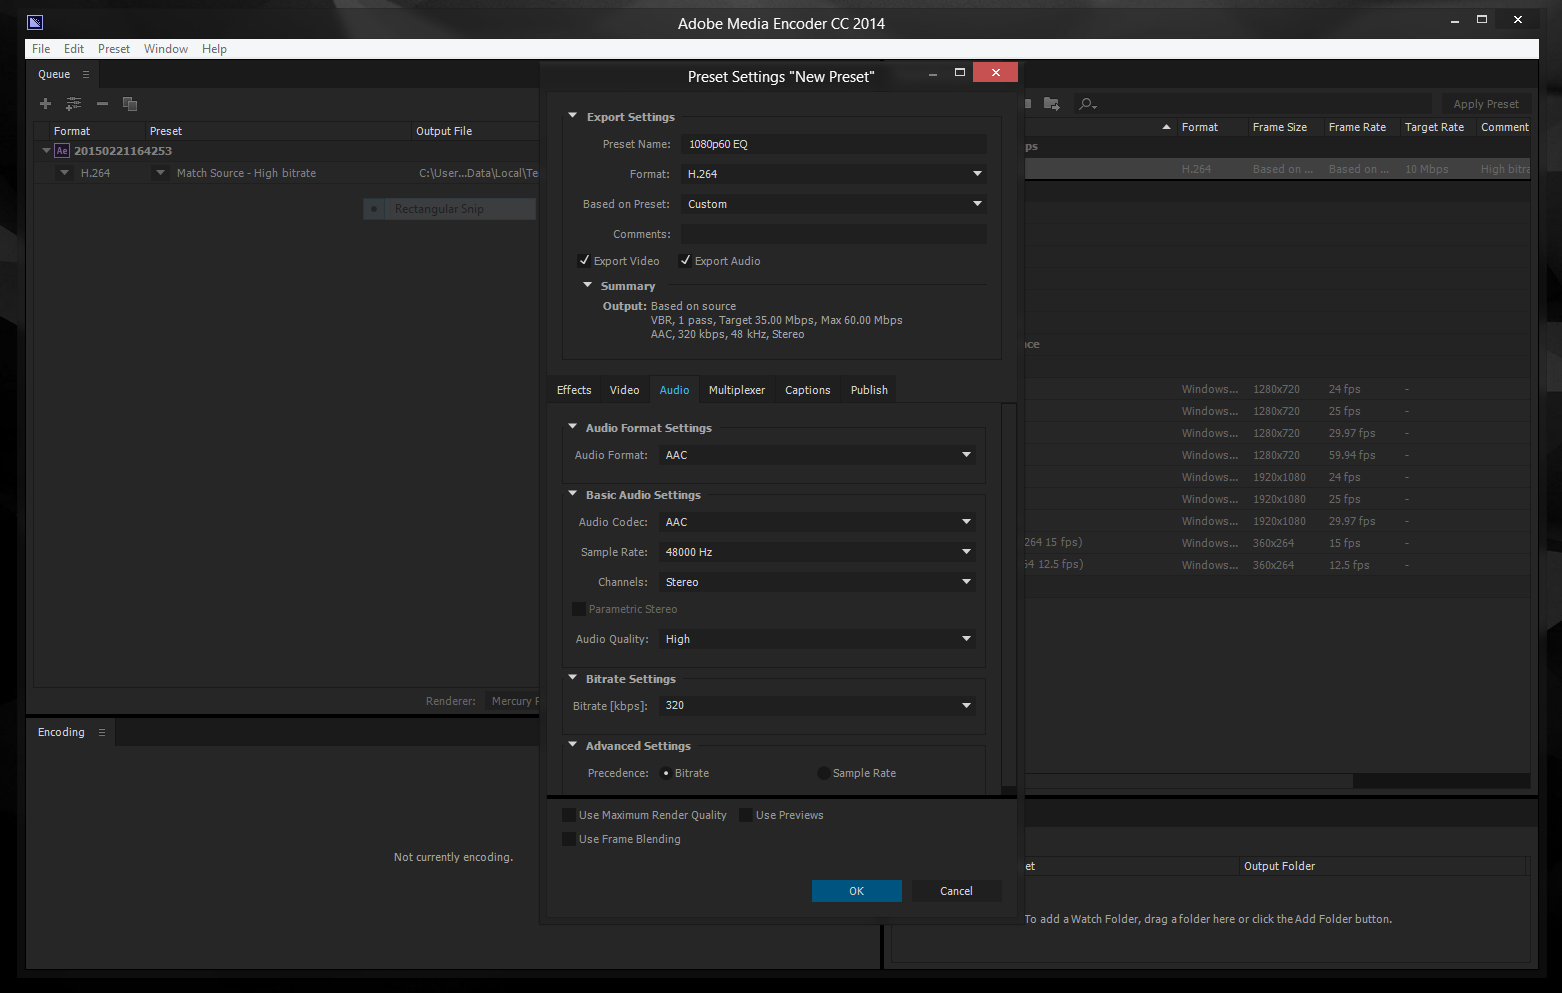 Adobe Media Encoder CC 2014
File Edit Preset Window Help
Queue
Format Preset Output File
Ae 20150221164253
H.264 Match Source - High bitrate C:\User...Data\Local\Te
Rectangular Snip
Renderer: Mercury
Encoding
Not currently encoding.
Preset Settings "New Preset"
Export Settings
Preset Name: 1080p60 EQ
Format: H.264
Based on Preset: Custom
Comments:
Export Video Export Audio
Summary
Output: Based on source
VBR, 1 pass, Target 35.00 Mbps, Max 60.00 Mbps
AAC, 320 kbps, 48 kHz, Stereo
Effects Video Audio Multiplexer Captions Publish
Audio Format Settings
Audio Format: AAC
Basic Audio Settings
Audio Codec: AAC
Sample Rate: 48000 Hz
Channels: Stereo
Parametric Stereo
Audio Quality: High
Bitrate Settings
Bitrate [kbps]: 320
Advanced Settings
Precedence: Bitrate Sample Rate
Use Maximum Render Quality Use Previews
Use Frame Blending
OK Cancel
Apply Preset
Format Frame Size Frame Rate Target Rate Comment
ps
H.264 Based on ... Based on ... 10 Mbps High bitra
nce
Windows... 1280x720 24 fps -
Windows... 1280x720 25 fps -
Windows... 1280x720 29.97 fps -
Windows... 1280x720 59.94 fps -
Windows... 1920x1080 24 fps -
Windows... 1920x1080 25 fps -
Windows... 1920x1080 29.97 fps -
264 15 fps) Windows... 360x264 15 fps -
64 12.5 fps) Windows... 360x264 12.5 fps -
et Output Folder
To add a Watch Folder, drag a folder here or click the Add Folder button.